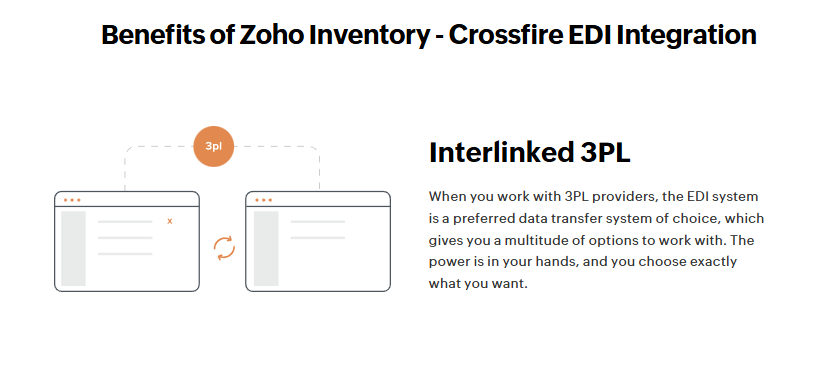 Benefits of Zoho Inventory - Crossfire EDI Integration
3pl
x
Interlinked 3PL
When you work with 3PL providers, the EDI system
is a preferred data transfer system of choice, which
gives you a multitude of options to work with. The
power is in your hands, and you choose exactly
what you want.